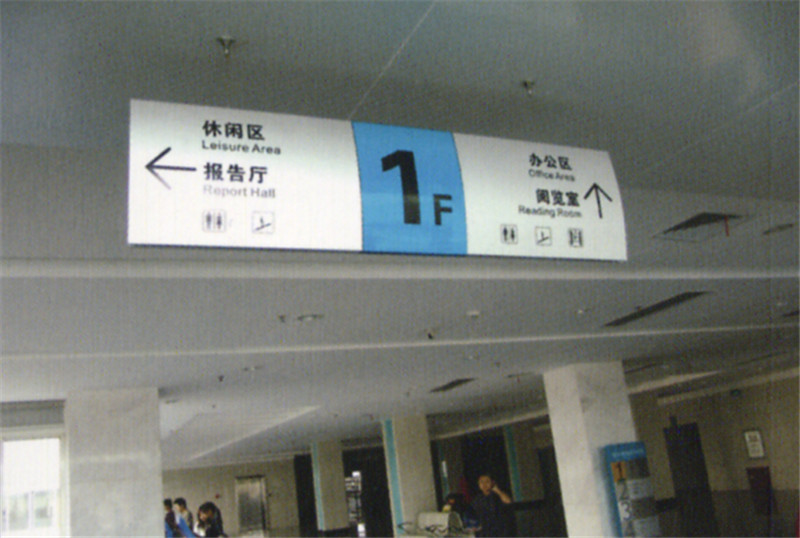 休闲区
Leisure Area
报告厅
Report Hall
1F
办公区
Office Area
阅览室
Reading Room